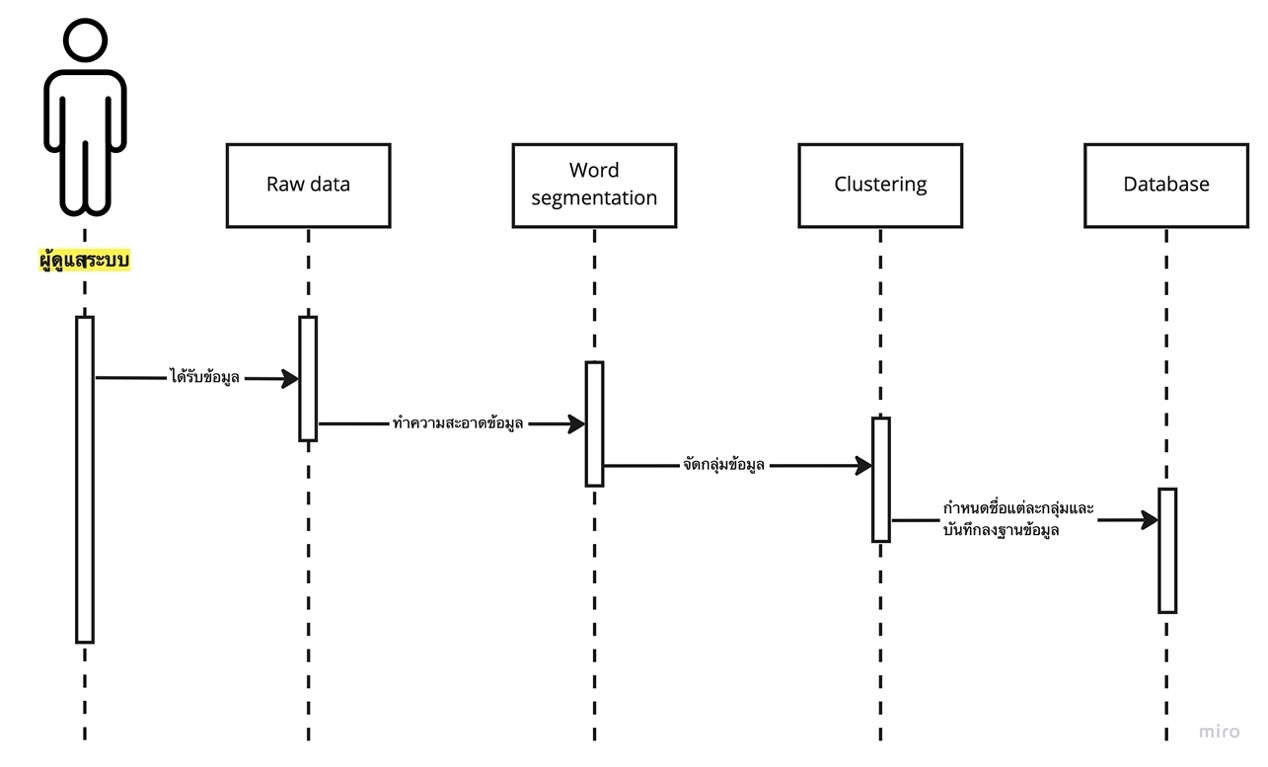 Raw data
Word
segmentation
Clustering
Database
ผู้ดูแลระบบ
ได้รับข้อมูล
ทำความสะอาดข้อมูล
จัดกลุ่มข้อมูล
กำหนดชื่อแต่ละกลุ่มและ
บันทึกลงฐานข้อมูล
miro